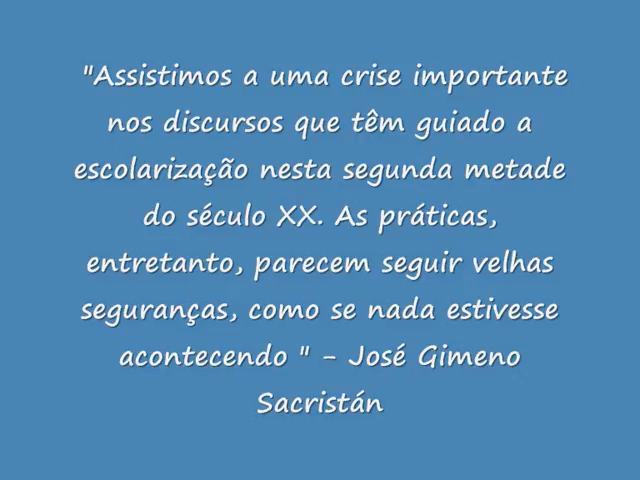 "Assistimos a uma crise importante
nos discursos que têm guiado a
escolarização nesta segunda metade
do século XX. As práticas,
entretanto, parecem seguir velhas
seguranças, como se nada estivesse
acontecendo " - José Gimeno
Sacristán